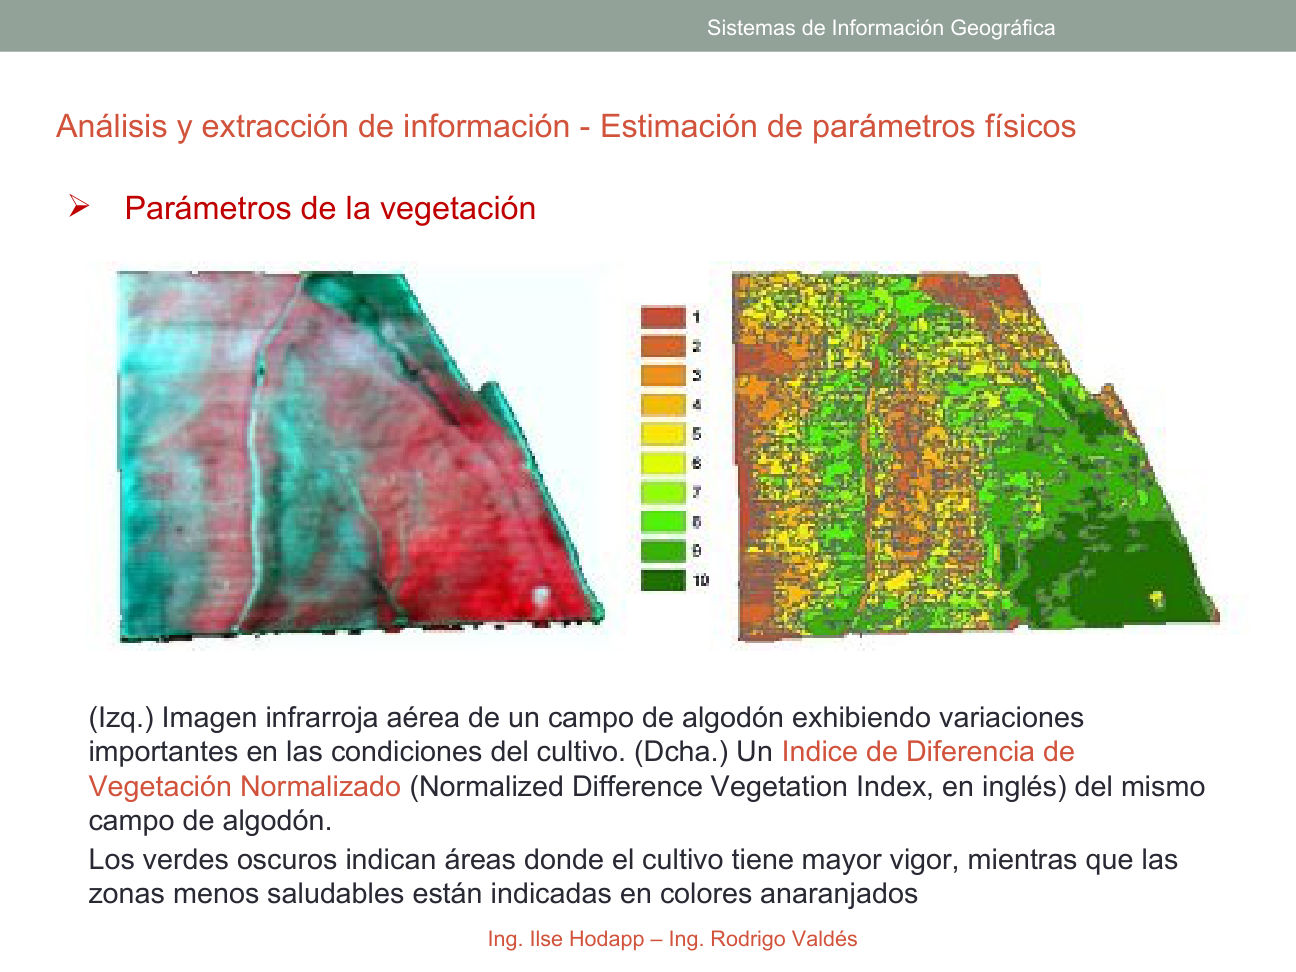 Sistemas de Información Geográfica
Análisis y extracción de información - Estimación de parámetros físicos
Parámetros de la vegetación
1
2
3
4
5
6
7
8
9
10
(Izq.) Imagen infrarroja aérea de un campo de algodón exhibiendo variaciones
importantes en las condiciones del cultivo. (Dcha.) Un Indice de Diferencia de
Vegetación Normalizado (Normalized Difference Vegetation Index, en inglés) del mismo
campo de algodón.
Los verdes oscuros indican áreas donde el cultivo tiene mayor vigor, mientras que las
zonas menos saludables están indicadas en colores anaranjados
Ing. Ilse Hodapp – Ing. Rodrigo Valdés